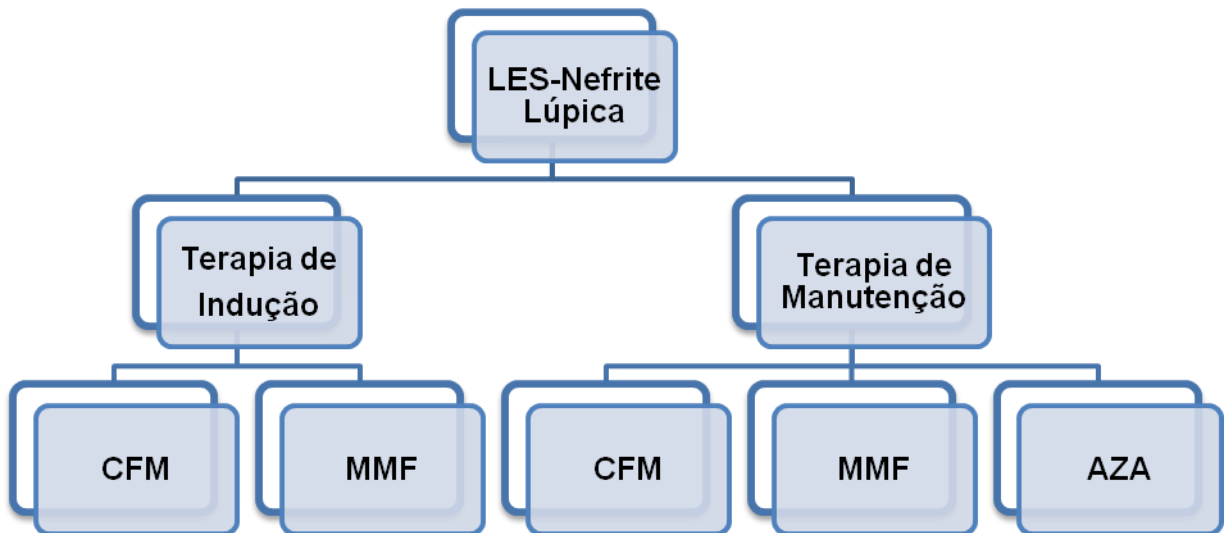 LES-Nefrite
Lúpica
Terapia de
Indução
Terapia de
Manutenção
CFM
MMF
CFM
MMF
AZA